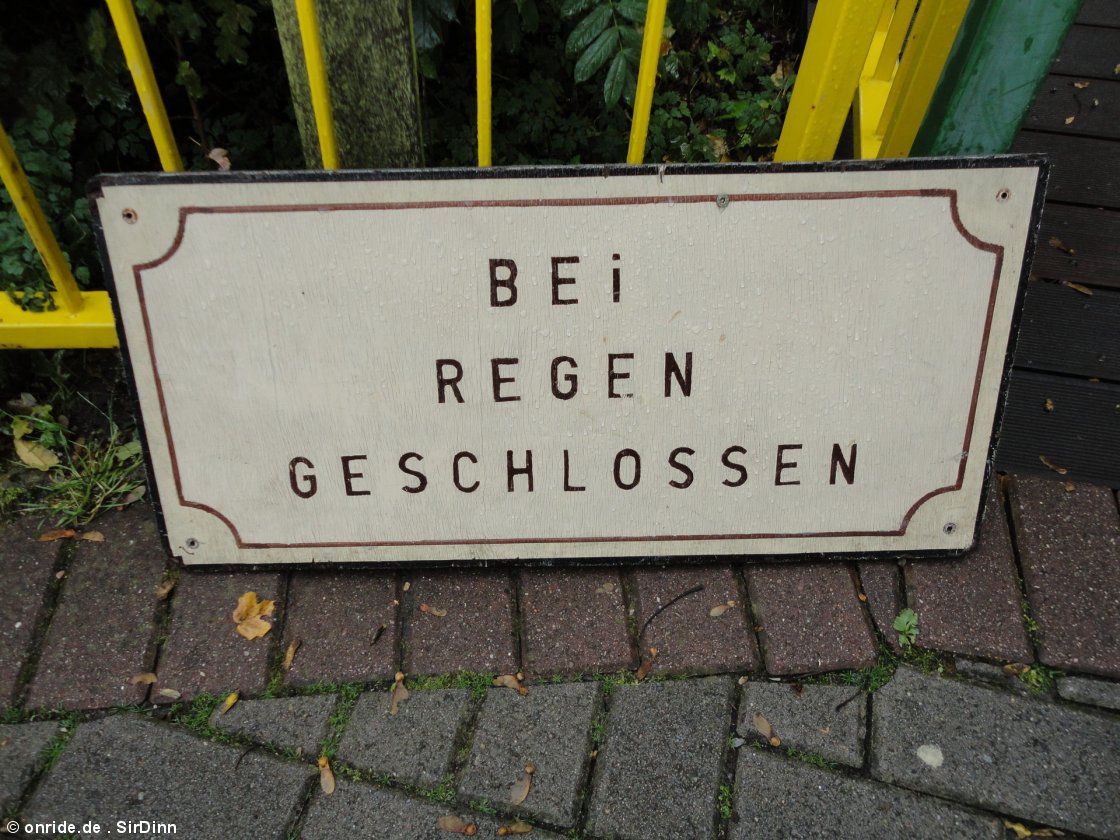 BEi
REGEN
GESCHLOSSEN
© onride.de . SirDinn